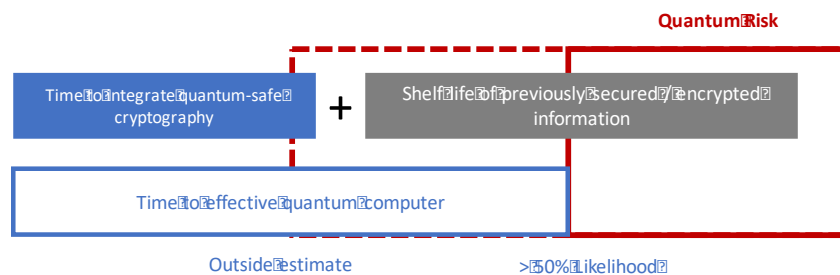 Quantum Risk
Time to integrate quantum-safe
cryptography
+
Shelf life of previously secured / encrypted
information
Time to effective quantum computer
Outside estimate
> 50% Likelihood